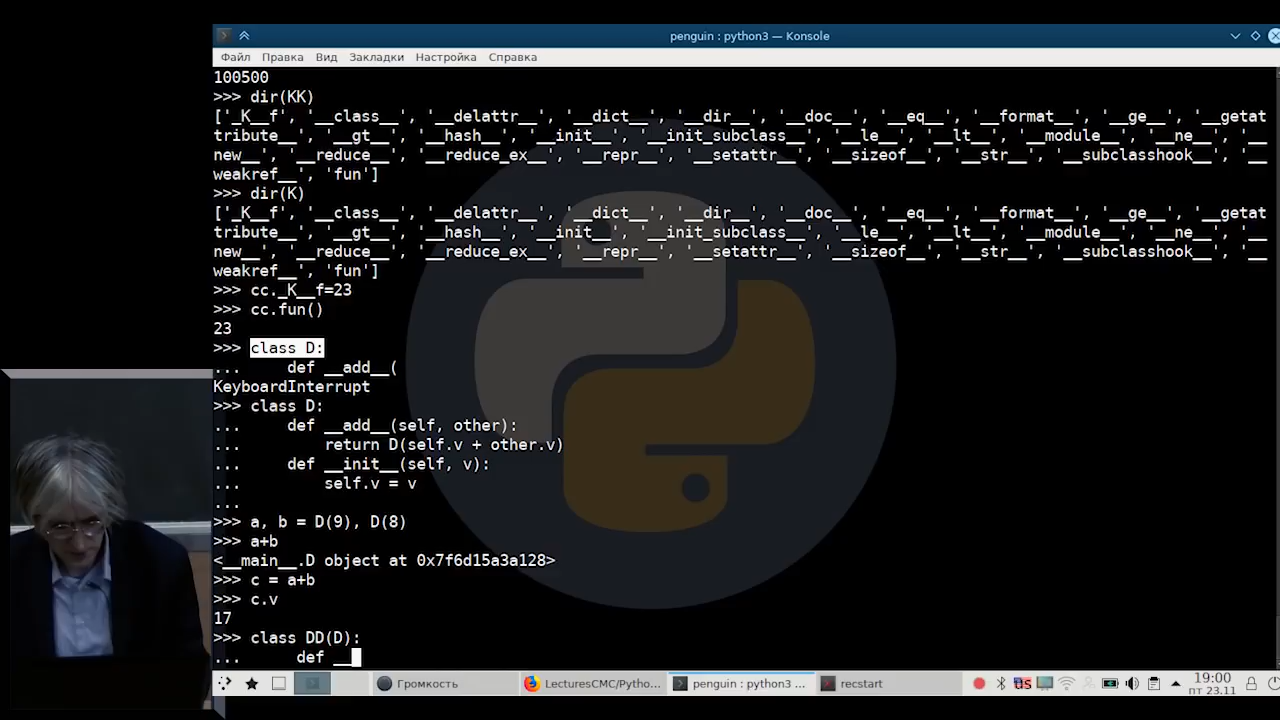 penguin : python3 — Konsole
Файл Правка Вид Закладки Настройка Справка
100500
>>> dir(KK)
['_K__f', '__class__', '__delattr__', '__dict__', '__dir__', '__doc__', '__eq__', '__format__', '__ge__', '__getat
tribute__', '__gt__', '__hash__', '__init__', '__init_subclass__', '__le__', '__lt__', '__module__', '__ne__', '__
new__', '__reduce__', '__reduce_ex__', '__repr__', '__setattr__', '__sizeof__', '__str__', '__subclasshook__', '__
weakref__', 'fun']
>>> dir(K)
['_K__f', '__class__', '__delattr__', '__dict__', '__dir__', '__doc__', '__eq__', '__format__', '__ge__', '__getat
tribute__', '__gt__', '__hash__', '__init__', '__init_subclass__', '__le__', '__lt__', '__module__', '__ne__', '__
new__', '__reduce__', '__reduce_ex__', '__repr__', '__setattr__', '__sizeof__', '__str__', '__subclasshook__', '__
weakref__', 'fun']
>>> cc._K__f=23
>>> cc.fun()
23
>>> class D:
...     def __add__(
KeyboardInterrupt
>>> class D:
...     def __add__(self, other):
...         return D(self.v + other.v)
...     def __init__(self, v):
...         self.v = v
...
>>> a, b = D(9), D(8)
>>> a+b
<__main__.D object at 0x7f6d15a3a128>
>>> c = a+b
>>> c.v
17
>>> class DD(D):
...      def __
Громкость LecturesCMC/Pytho... penguin : python3 ... recstart us 19:00
пт 23.11